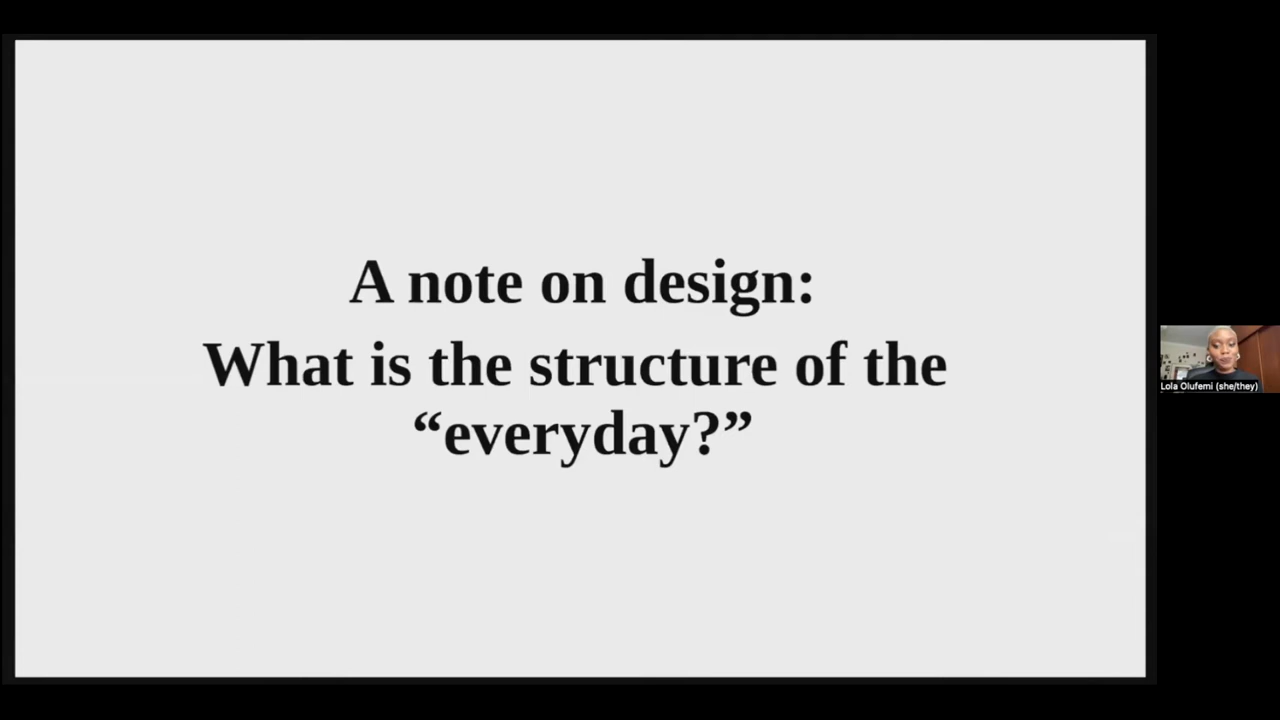 A note on design:
What is the structure of the
“everyday?”
Lola Olufemi (she/they)